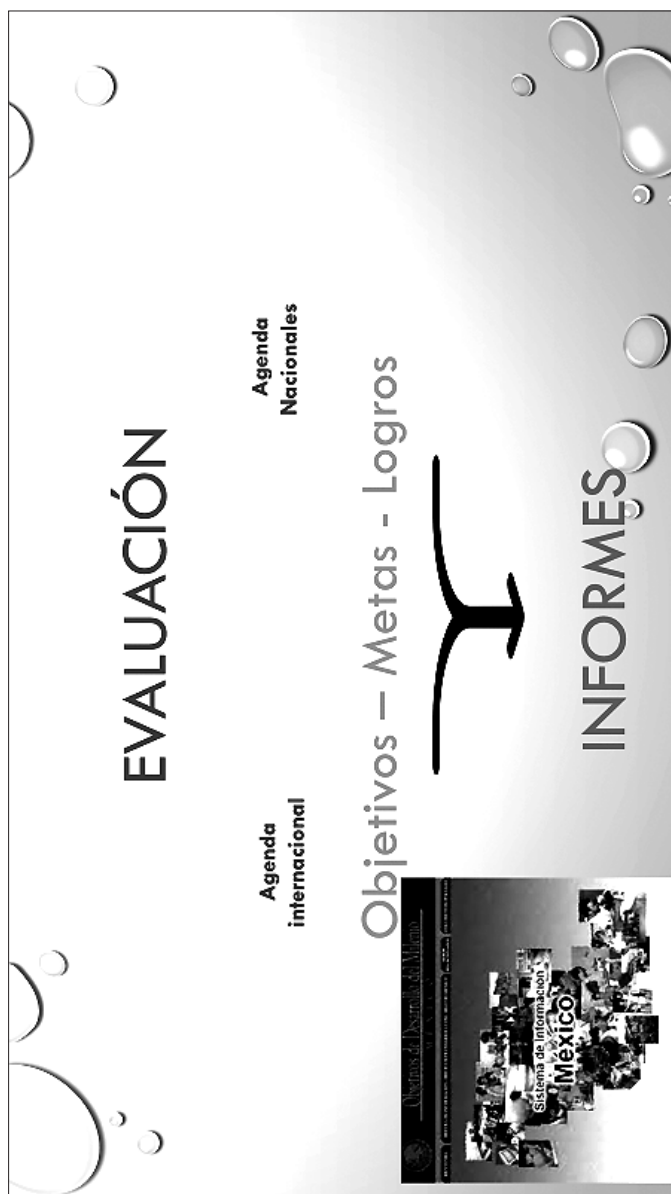 EVALUACIÓN
Agenda
internacional
Agenda
Nacionales
Objetivos – Metas - Logros
INFORMES
Objetivos de Desarrollo del Milenio
Sistema de Información
México